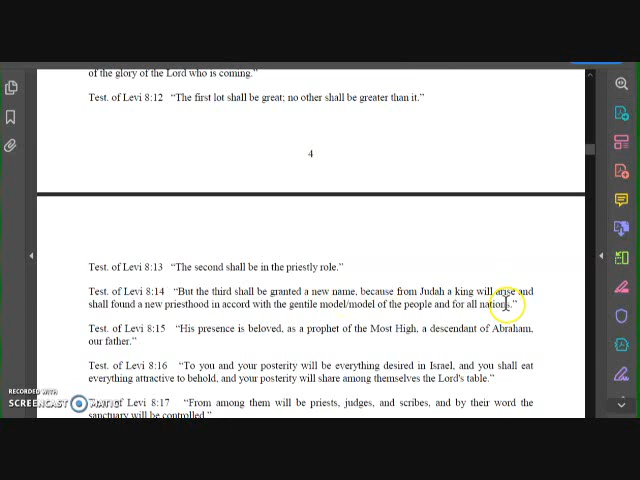 of the glory of the Lord who is coming."
Test. of Levi 8:12 "The first lot shall be great; no other shall be greater than it."
4
Test. of Levi 8:13 "The second shall be in the priestly role."
Test. of Levi 8:14 "But the third shall be granted a new name, because from Judah a king will arise and
shall found a new priesthood in accord with the gentile model/model of the people and for all nations."
Test. of Levi 8:15 "His presence is beloved, as a prophet of the Most High, a descendant of Abraham,
our father."
Test. of Levi 8:16 "To you and your posterity will be everything desired in Israel, and you shall eat
everything attractive to behold, and your posterity will share among themselves the Lord's table."
of Levi 8:17 "From among them will be priests, judges, and scribes, and by their word the
sanctuary will be controlled."
RECORDED WITH
SCREENCAST MATIC